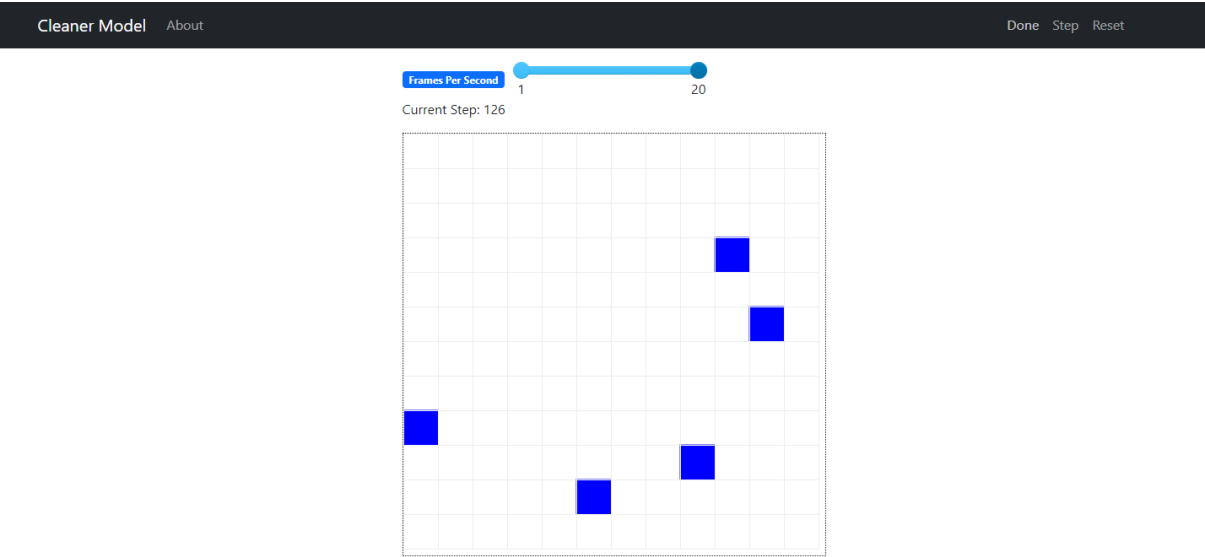 Cleaner Model About Done Step Reset
Frames Per Second
1 20
Current Step: 126